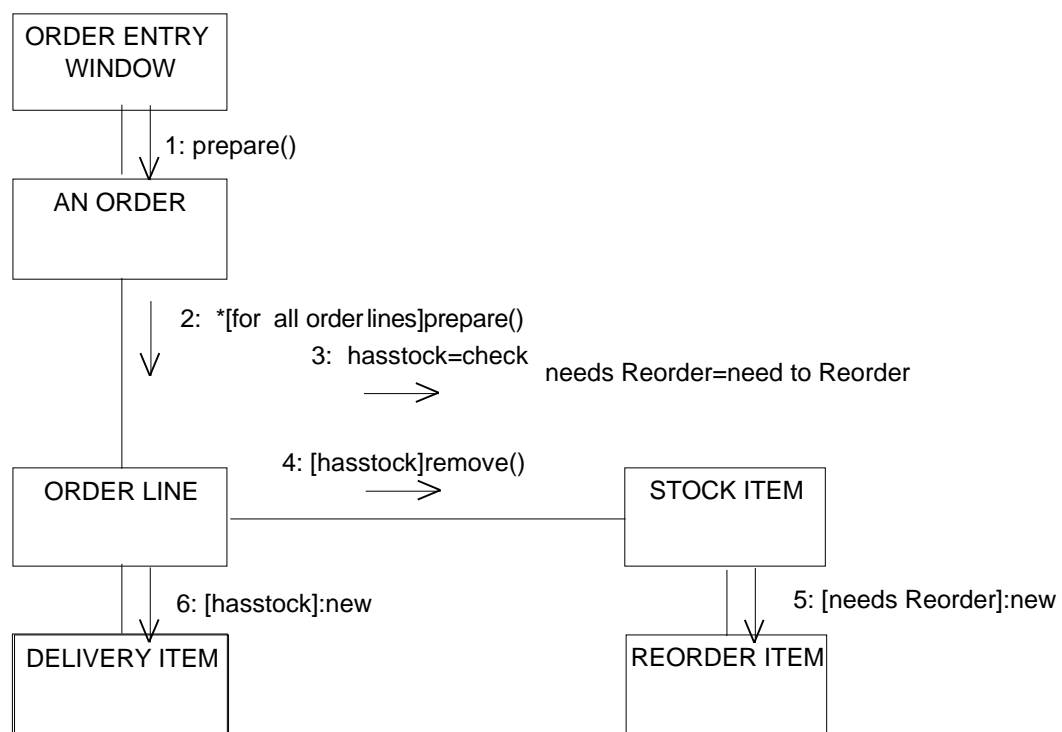 ORDER ENTRY
WINDOW
1: prepare()
AN ORDER
2: *[for all order lines]prepare()
3: hasstock=check
needs Reorder=need to Reorder
4: [hasstock]remove()
ORDER LINE
STOCK ITEM
6: [hasstock]:new
5: [needs Reorder]:new
DELIVERY ITEM
REORDER ITEM